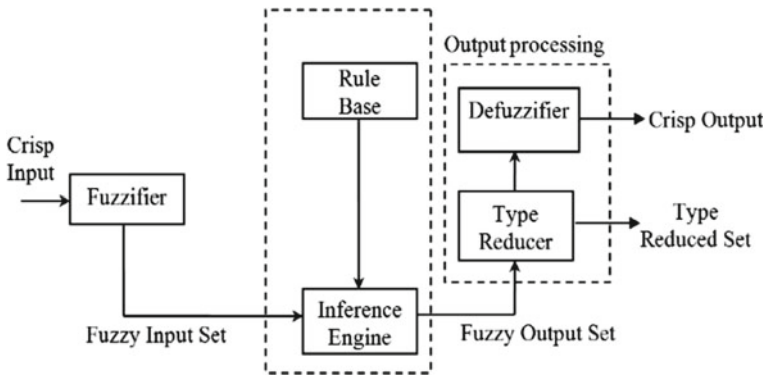 Crisp
Input
Fuzzifier
Fuzzy Input Set
Rule
Base
Inference
Engine
Fuzzy Output Set
Output processing
Defuzzifier
Crisp Output
Type
Reducer
Type
Reduced Set